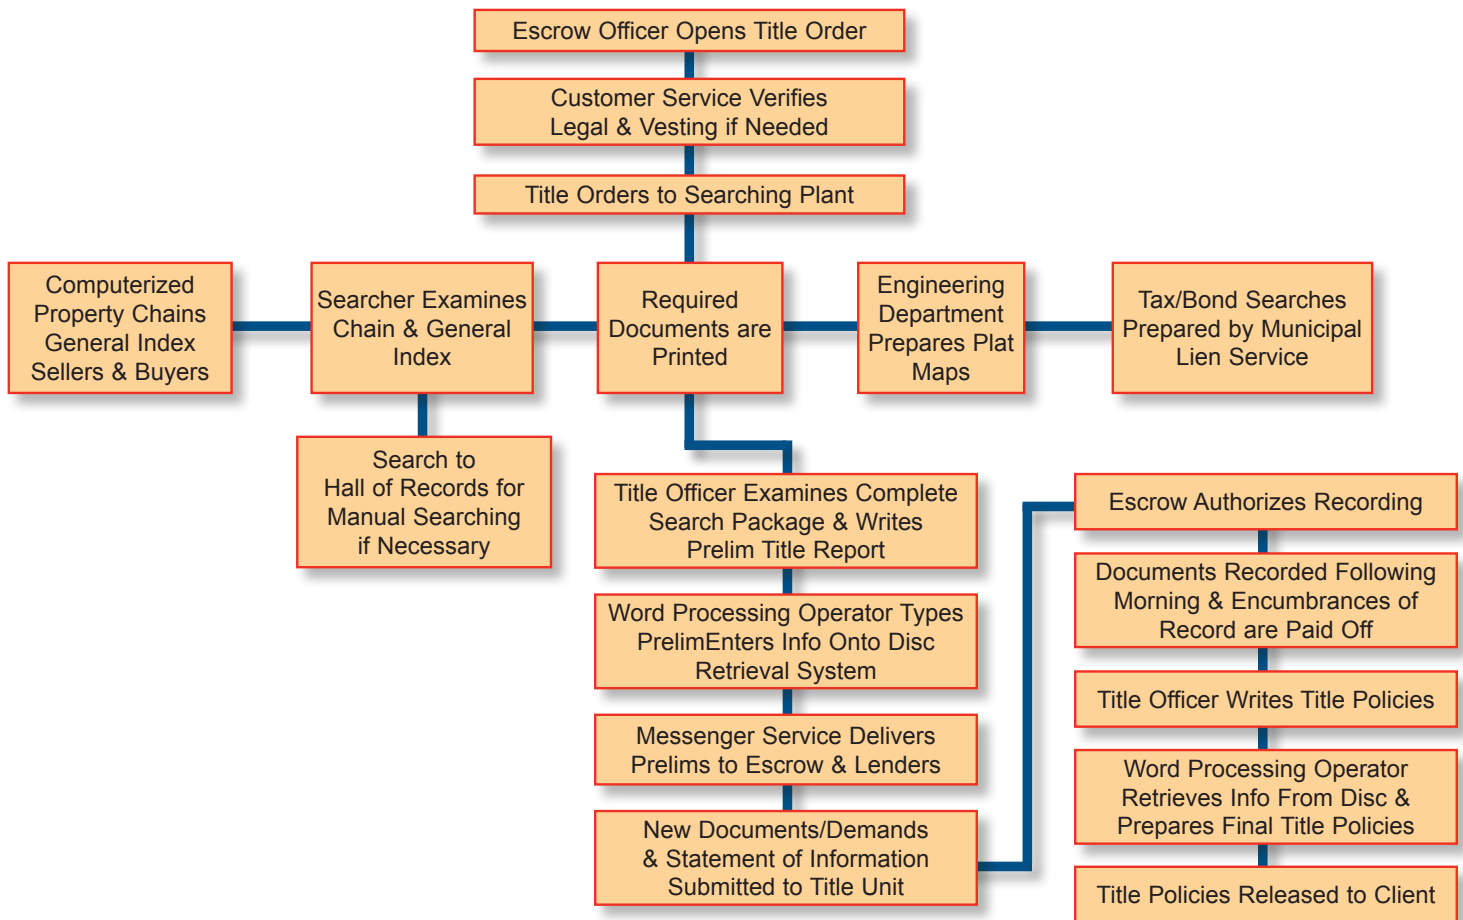 Escrow Officer Opens Title Order
Customer Service Verifies
Legal & Vesting if Needed
Title Orders to Searching Plant
Computerized
Property Chains
General Index
Sellers & Buyers
Searcher Examines
Chain & General
Index
Required
Documents are
Printed
Engineering
Department
Prepares Plat
Maps
Tax/Bond Searches
Prepared by Municipal
Lien Service
Search to
Hall of Records for
Manual Searching
if Necessary
Title Officer Examines Complete
Search Package & Writes
Prelim Title Report
Word Processing Operator Types
PrelimEnters Info Onto Disc
Retrieval System
Messenger Service Delivers
Prelims to Escrow & Lenders
New Documents/Demands
& Statement of Information
Submitted to Title Unit
Escrow Authorizes Recording
Documents Recorded Following
Morning & Encumbrances of
Record are Paid Off
Title Officer Writes Title Policies
Word Processing Operator
Retrieves Info From Disc &
Prepares Final Title Policies
Title Policies Released to Client